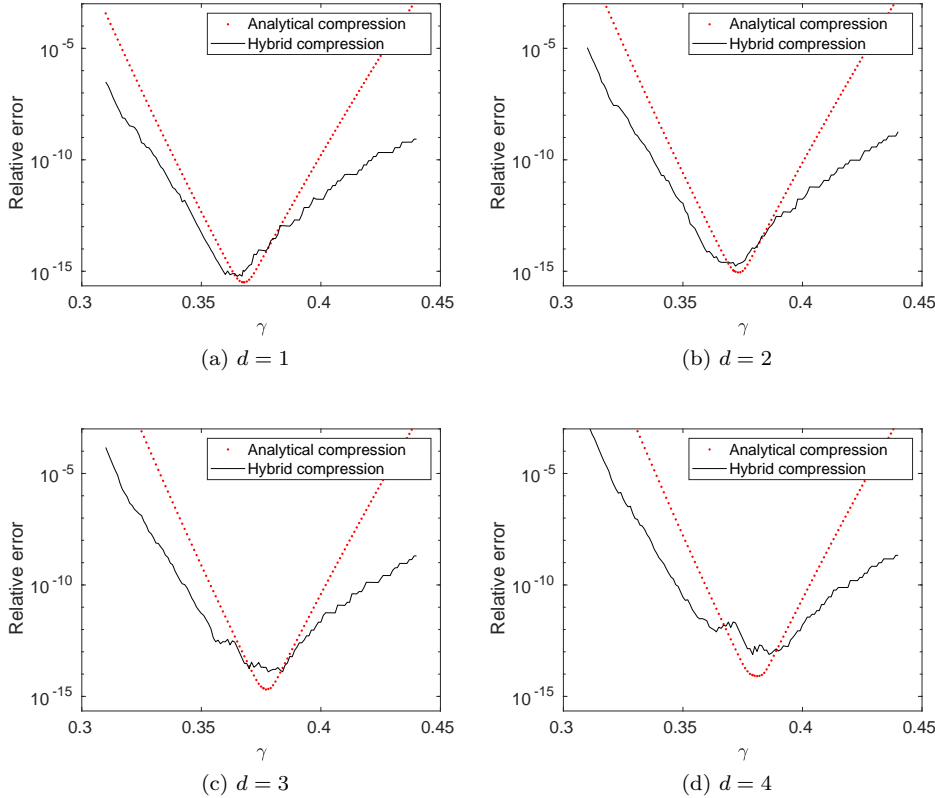 Analytical compression
Hybrid compression
10^-5
10^-10
10^-15
Relative error
0.3 0.35 0.4 0.45
γ
(a) d = 1
Analytical compression
Hybrid compression
10^-5
10^-10
10^-15
Relative error
0.3 0.35 0.4 0.45
γ
(b) d = 2
Analytical compression
Hybrid compression
10^-5
10^-10
10^-15
Relative error
0.3 0.35 0.4 0.45
γ
(c) d = 3
Analytical compression
Hybrid compression
10^-5
10^-10
10^-15
Relative error
0.3 0.35 0.4 0.45
γ
(d) d = 4